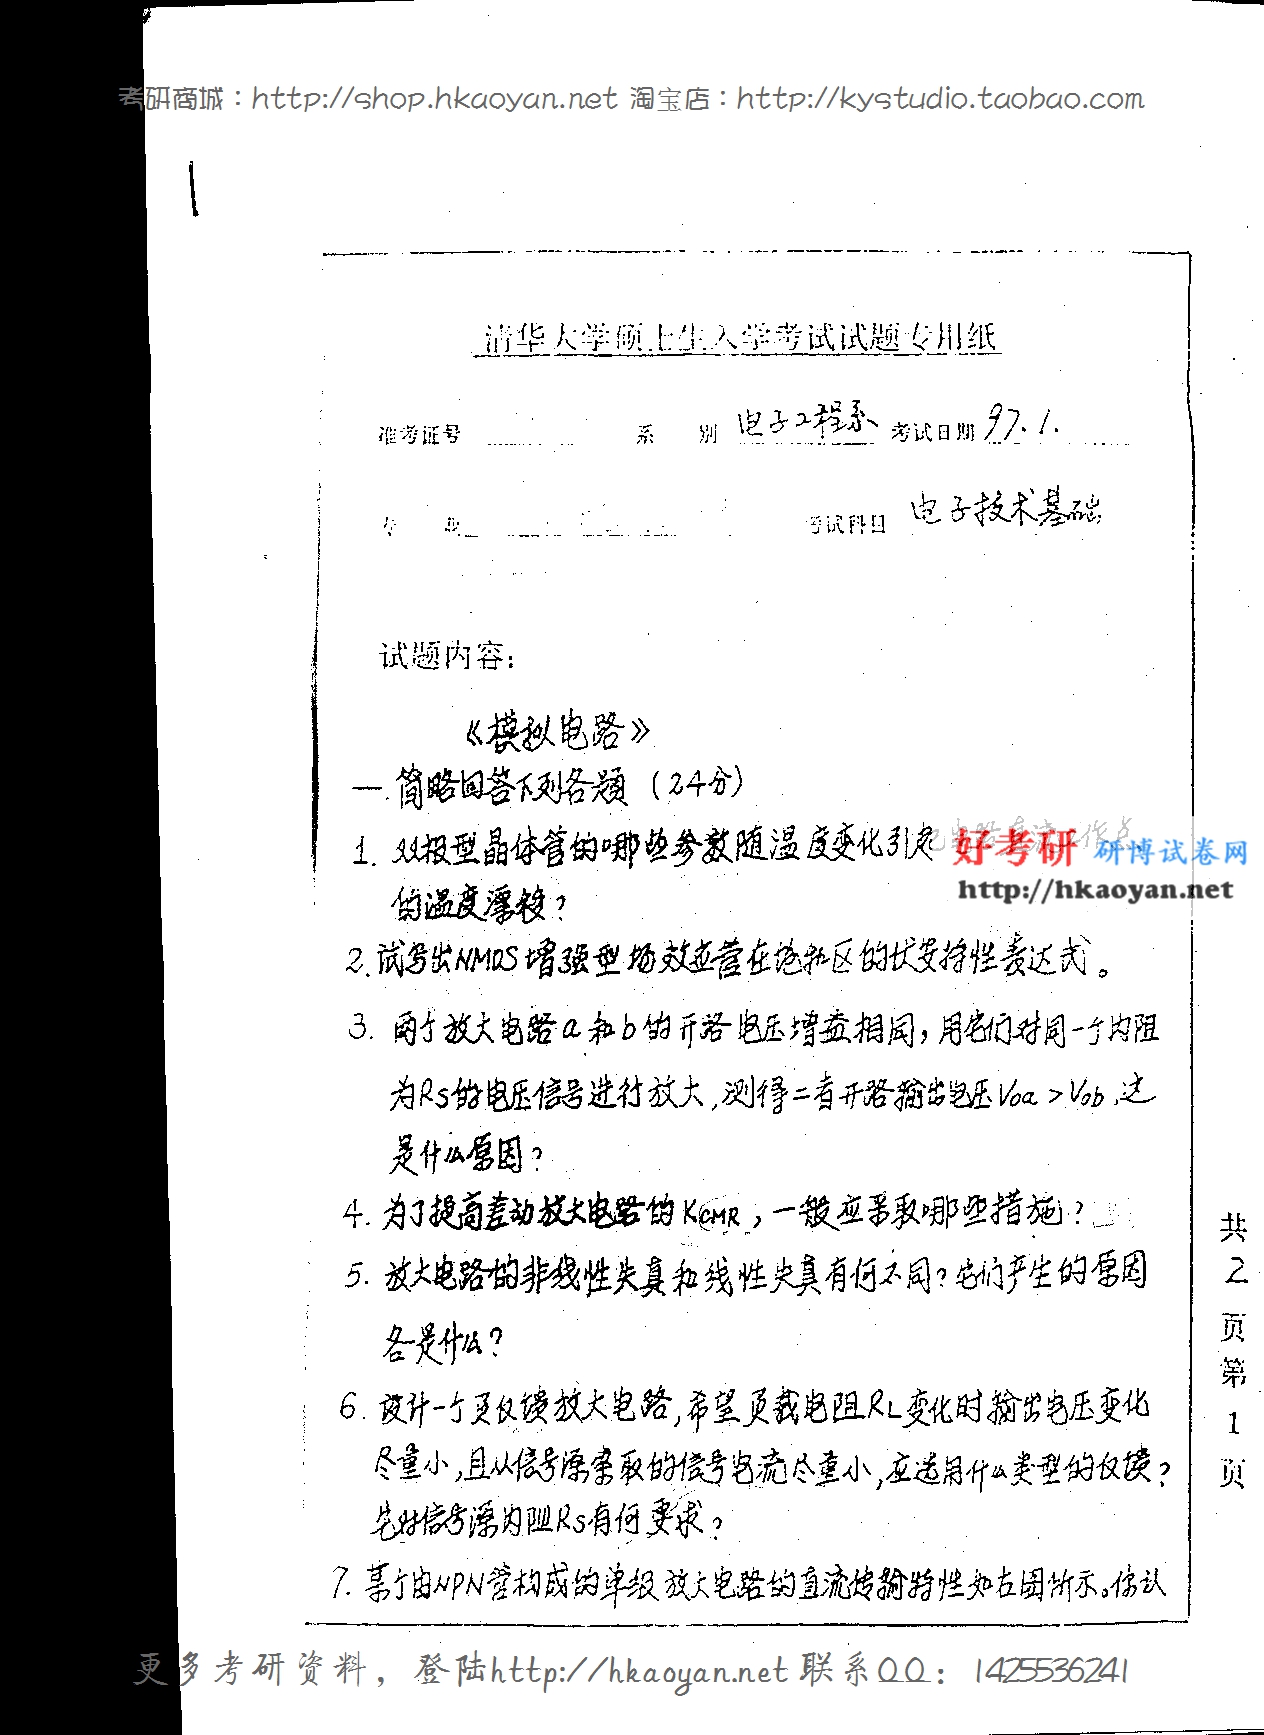 考研商城：http://shop.hkaoyan.net 淘宝店：http://kystudio.taobao.com
清华大学硕士生入学考试试题专用纸
准考证号 系 别 电子工程系 考试日期 97.1.
专 业 考试科目 电子技术基础
试题内容：
《模拟电路》
一.简略回答下列各题（24分）
1. 双极型晶体管的哪些参数随温度变化引起
好考研 研博试卷网
http://hkaoyan.net
的温度漂移？
2.试写出NMOS增强型场效应管在饱和区的伏安特性表达式。
3. 两个放大电路a和b的开路电压增益相同，用它们对同一个内阻
为Rs的电压信号进行放大，测得二者开路输出电压Voa>Vob，这
是什么原因？
4. 为了提高差动放大电路的KCMR，一般应采取哪些措施？
5. 放大电路的非线性失真和线性失真有何不同？它们产生的原因
各是什么？
6. 设计一个负反馈放大电路，希望负载电阻RL变化时输出电压变化
尽量小，且从信号源索取的信号电流尽量小，应选用什么类型的反馈？
它对信号源内阻Rs有何要求？
7. 某个由NPN管构成的单级放大电路的直流传输特性如右图所示。你认
共
2
页
第
1
页
更多考研资料，登陆http://hkaoyan.net 联系QQ：1425536241